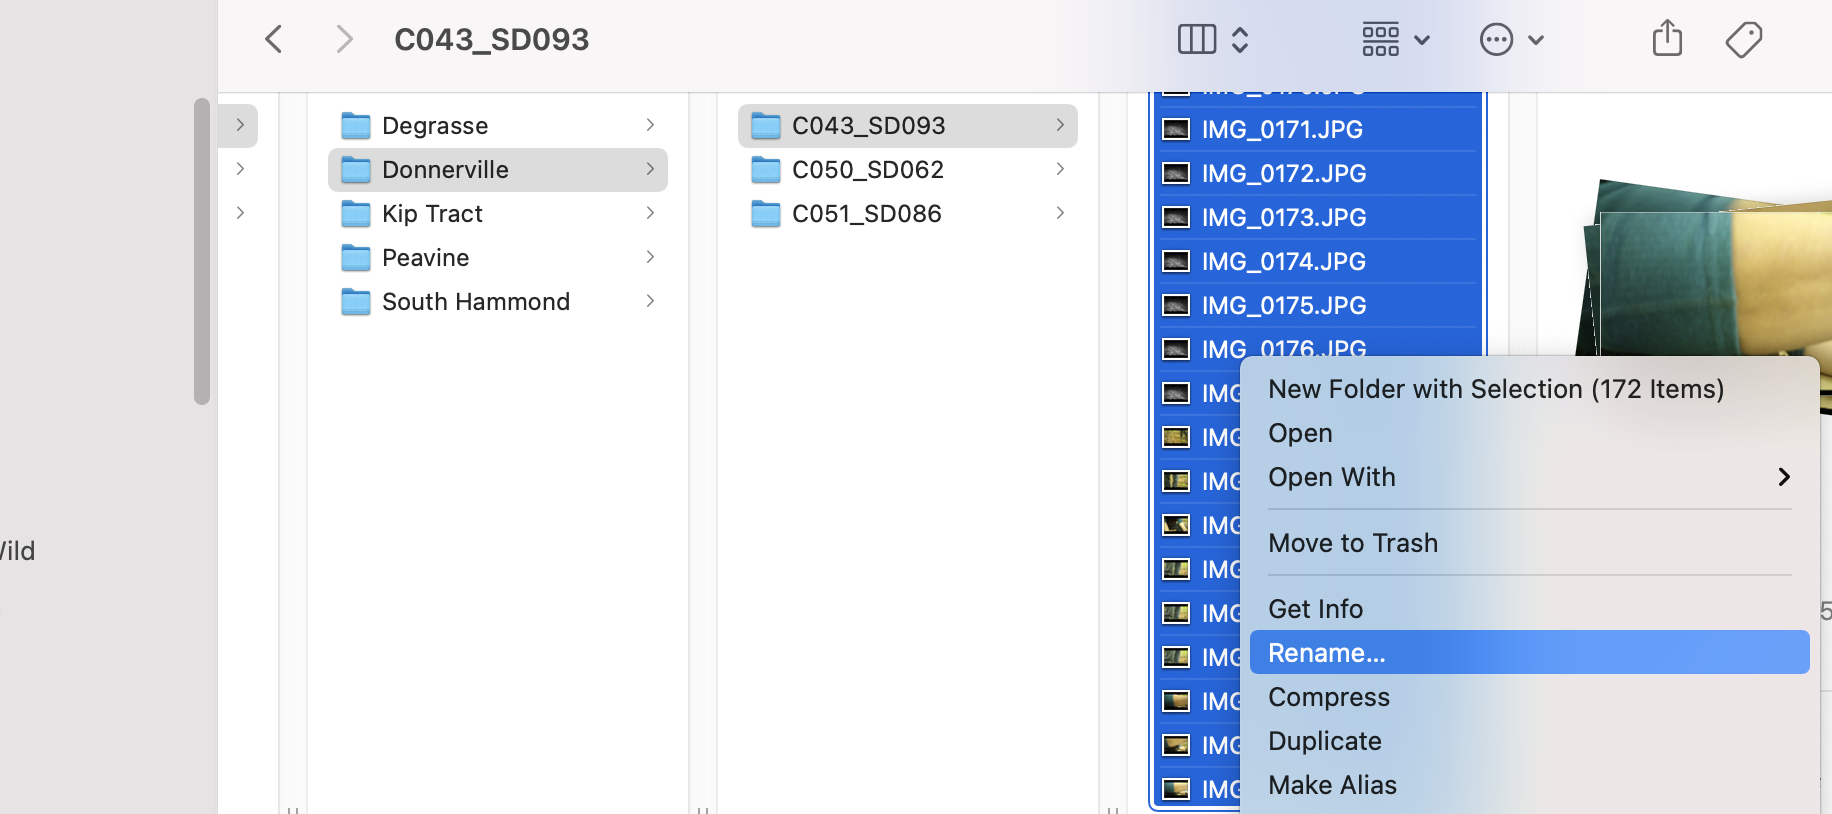 C043_SD093
Degrasse
Donnerville
Kip Tract
Peavine
South Hammond
C043_SD093
C050_SD062
C051_SD086
IMG_0171.JPG
IMG_0172.JPG
IMG_0173.JPG
IMG_0174.JPG
IMG_0175.JPG
IMG_0176.JPG
IMG
IMG
IMG
IMG
IMG
IMG
IMG
IMG
IMG
IMG
New Folder with Selection (172 Items)
Open
Open With
Move to Trash
Get Info
Rename...
Compress
Duplicate
Make Alias
ild
5